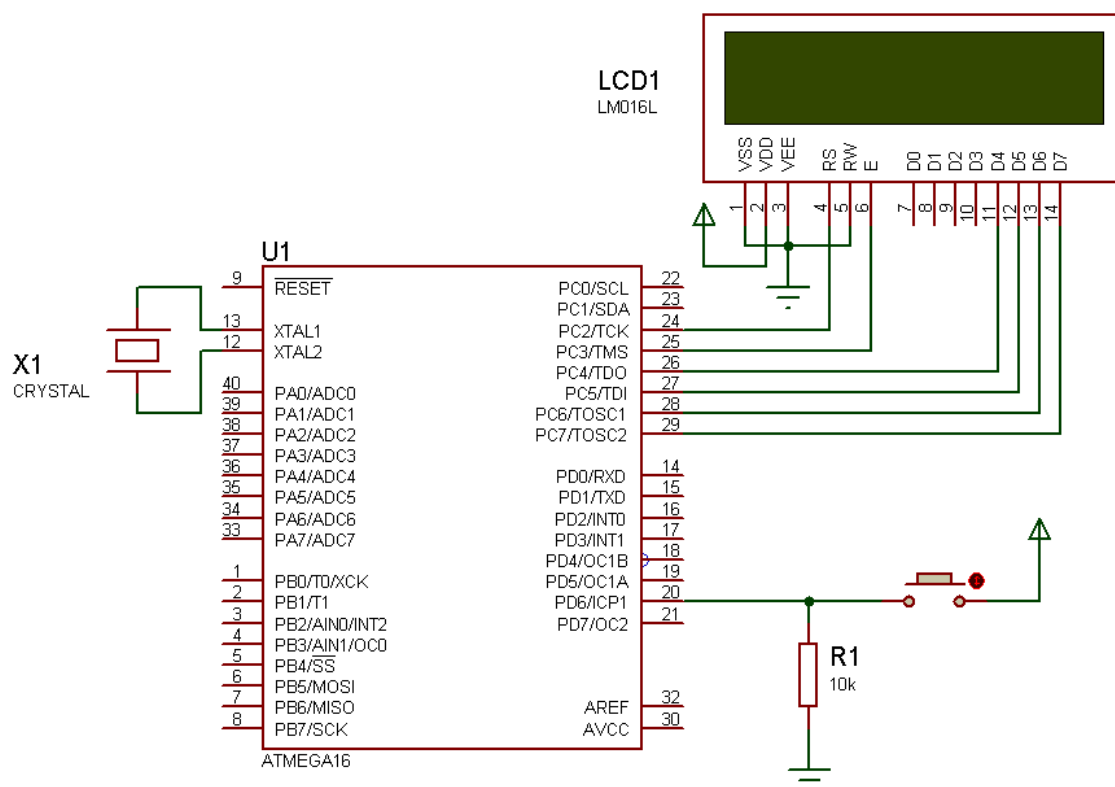 LCD1
LM016L
VSS
VDD
VEE
RS
RW
E
D0
D1
D2
D3
D4
D5
D6
D7
1
2
3
4
5
6
7
8
9
10
11
12
13
14
U1
X1
CRYSTAL
9 RESET
13 XTAL1
12 XTAL2
40 PA0/ADC0
39 PA1/ADC1
38 PA2/ADC2
37 PA3/ADC3
36 PA4/ADC4
35 PA5/ADC5
34 PA6/ADC6
33 PA7/ADC7
1 PB0/T0/XCK
2 PB1/T1
3 PB2/AIN0/INT2
4 PB3/AIN1/OC0
5 PB4/SS
6 PB5/MOSI
7 PB6/MISO
8 PB7/SCK
PC0/SCL 22
PC1/SDA 23
PC2/TCK 24
PC3/TMS 25
PC4/TDO 26
PC5/TDI 27
PC6/TOSC1 28
PC7/TOSC2 29
PD0/RXD 14
PD1/TXD 15
PD2/INT0 16
PD3/INT1 17
PD4/OC1B 18
PD5/OC1A 19
PD6/ICP1 20
PD7/OC2 21
AREF 32
AVCC 30
ATMEGA16
R1
10k